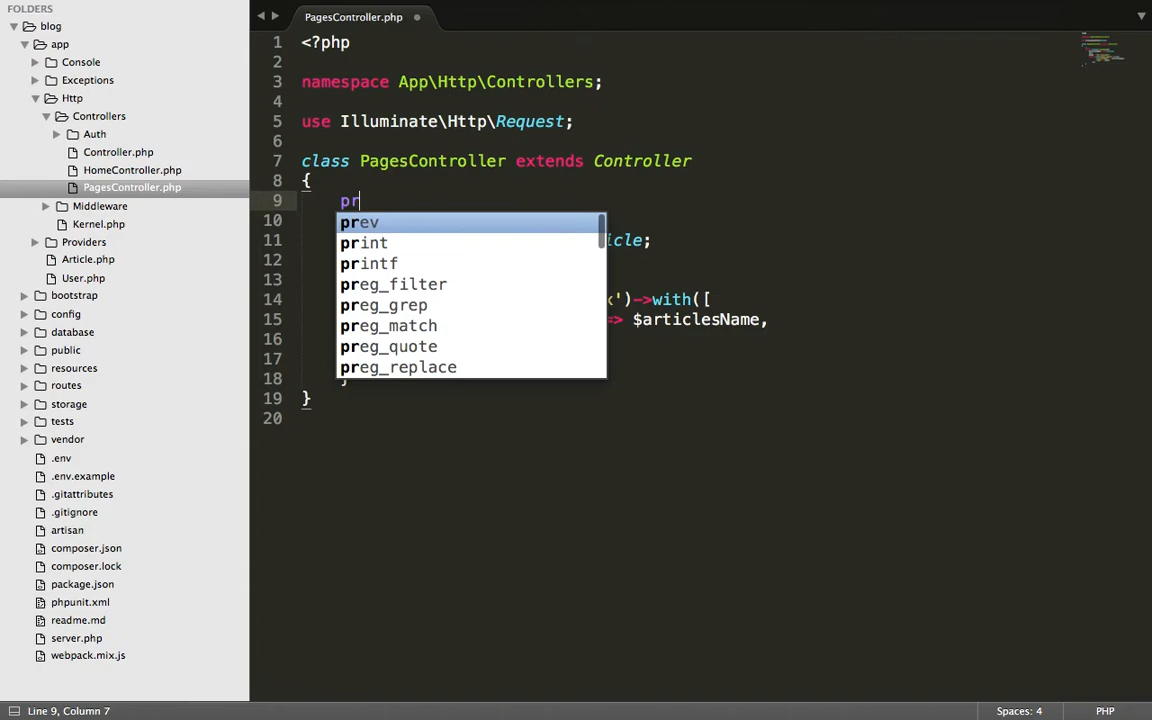 FOLDERS
blog
app
Console
Exceptions
Http
Controllers
Auth
Controller.php
HomeController.php
PagesController.php
Middleware
Kernel.php
Providers
Article.php
User.php
bootstrap
config
database
public
resources
routes
storage
tests
vendor
.env
.env.example
.gitattributes
.gitignore
artisan
composer.json
composer.lock
package.json
phpunit.xml
readme.md
server.php
webpack.mix.js
PagesController.php
1 <?php
2
3 namespace App\Http\Controllers;
4
5 use Illuminate\Http\Request;
6
7 class PagesController extends Controller
8 {
9 pr
10 prev
11 print icle;
printf
13 preg_filter
14 preg_grep k')->with([
15 preg_match => $articlesName,
16 preg_quote
17 preg_replace
18 }
19 }
20
Line 9, Column 7
Spaces: 4
PHP